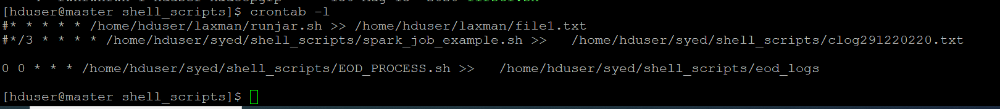 [hduser@master shell_scripts]$ crontab -l
#* * * * * /home/hduser/laxman/runjar.sh >> /home/hduser/laxman/file1.txt
#*/3 * * * * /home/hduser/syed/shell_scripts/spark_job_example.sh >>   /home/hduser/syed/shell_scripts/clog291220220.txt
0 0 * * * /home/hduser/syed/shell_scripts/EOD_PROCESS.sh >>   /home/hduser/syed/shell_scripts/eod_logs
[hduser@master shell_scripts]$